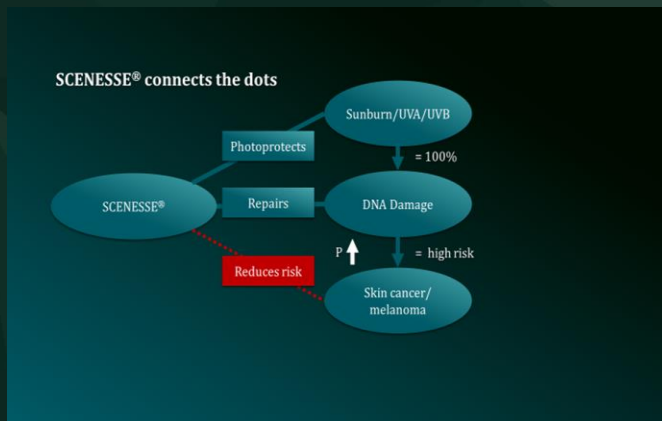 SCENESSE® connects the dots
Sunburn/UVA/UVB
Photoprotects
= 100%
SCENESSE®
Repairs
DNA Damage
P
= high risk
Reduces risk
Skin cancer/
melanoma